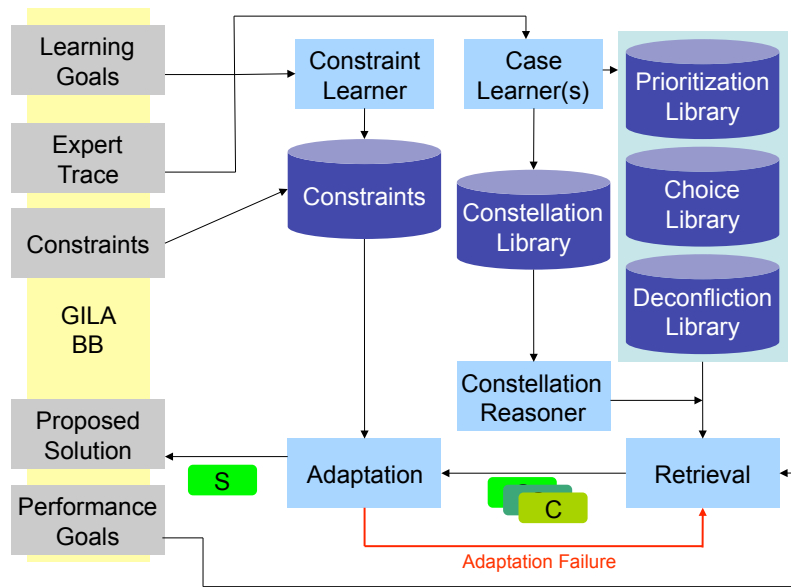 Learning
Goals
Expert
Trace
Constraints
GILA
BB
Proposed
Solution
Performance
Goals
Constraint
Learner
Constraints
Case
Learner(s)
Constellation
Library
Constellation
Reasoner
Prioritization
Library
Choice
Library
Deconfliction
Library
Adaptation
Retrieval
S
C
Adaptation Failure